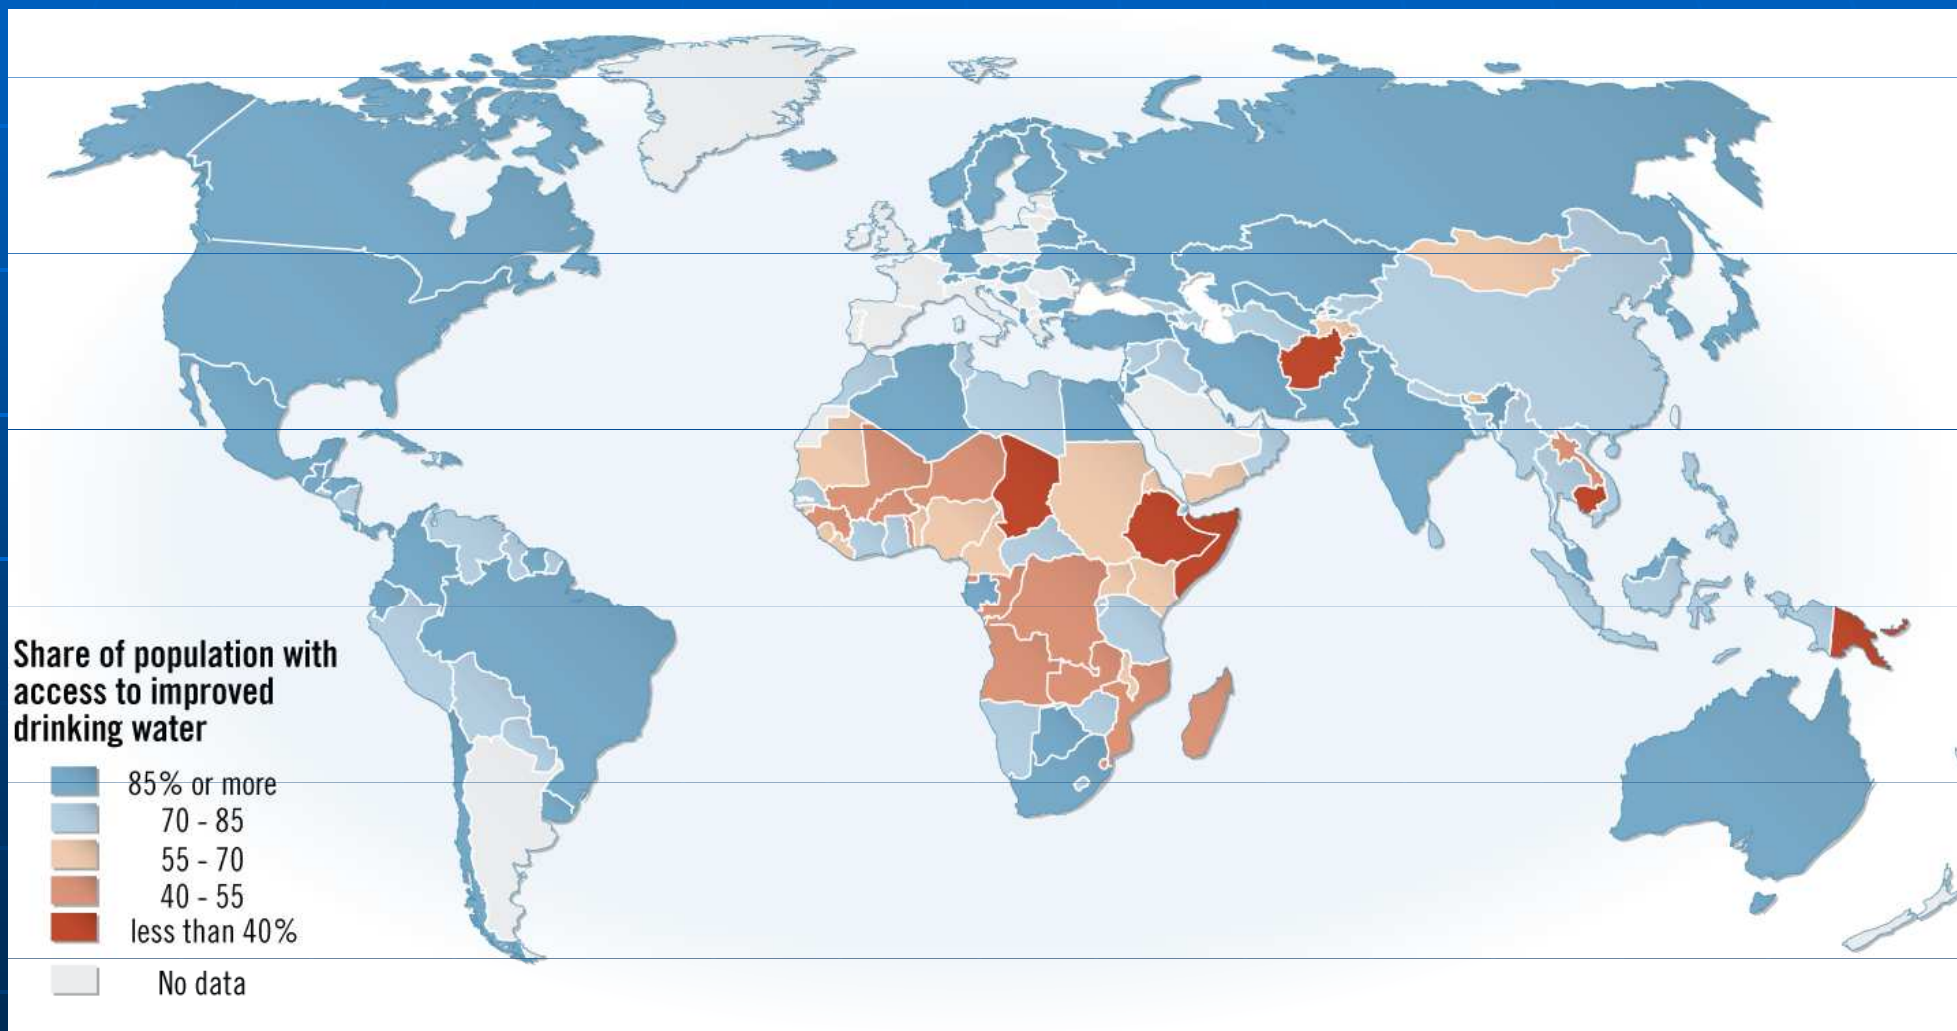 Share of population with
access to improved
drinking water
85% or more
70 - 85
55 - 70
40 - 55
less than 40%
No data